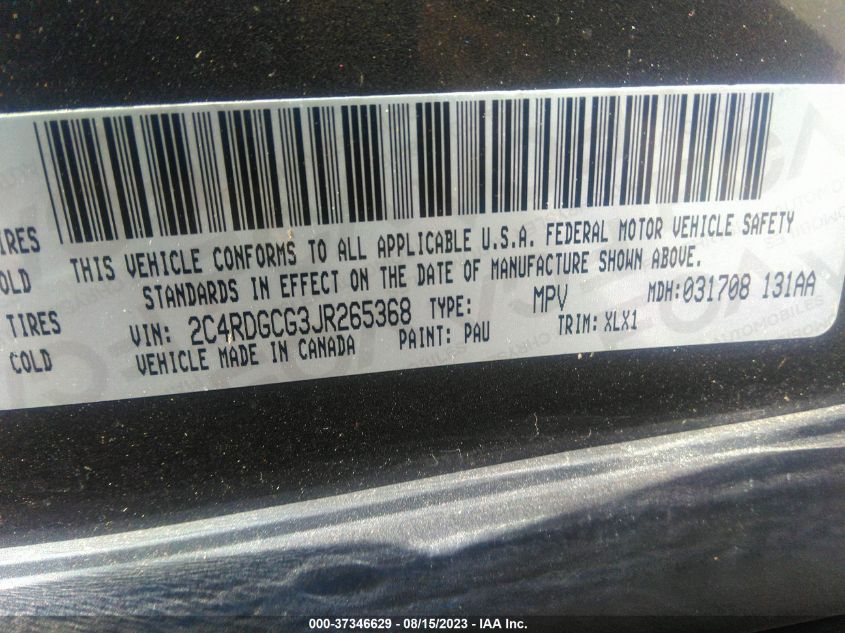 THIS VEHICLE CONFORMS TO ALL APPLICABLE U.S.A. FEDERAL MOTOR VEHICLE SAFETY
STANDARDS IN EFFECT ON THE DATE OF MANUFACTURE SHOWN ABOVE.
VIN: 2C4RDGCG3JR265368 TYPE: MPV MDH:031708 131AA
VEHICLE MADE IN CANADA PAINT: PAU TRIM: XLX1
IRES
OLD
TIRES
COLD
000-37346629 - 08/15/2023 - IAA Inc.